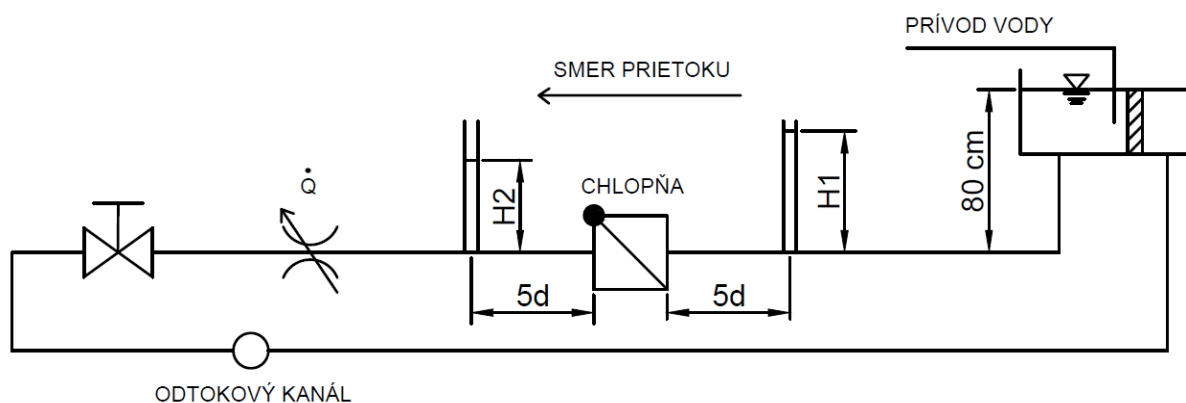 PRÍVOD VODY
SMER PRIETOKU
80 cm
H1
H2
CHLOPŇA
Q̇
5d
5d
ODTOKOVÝ KANÁL